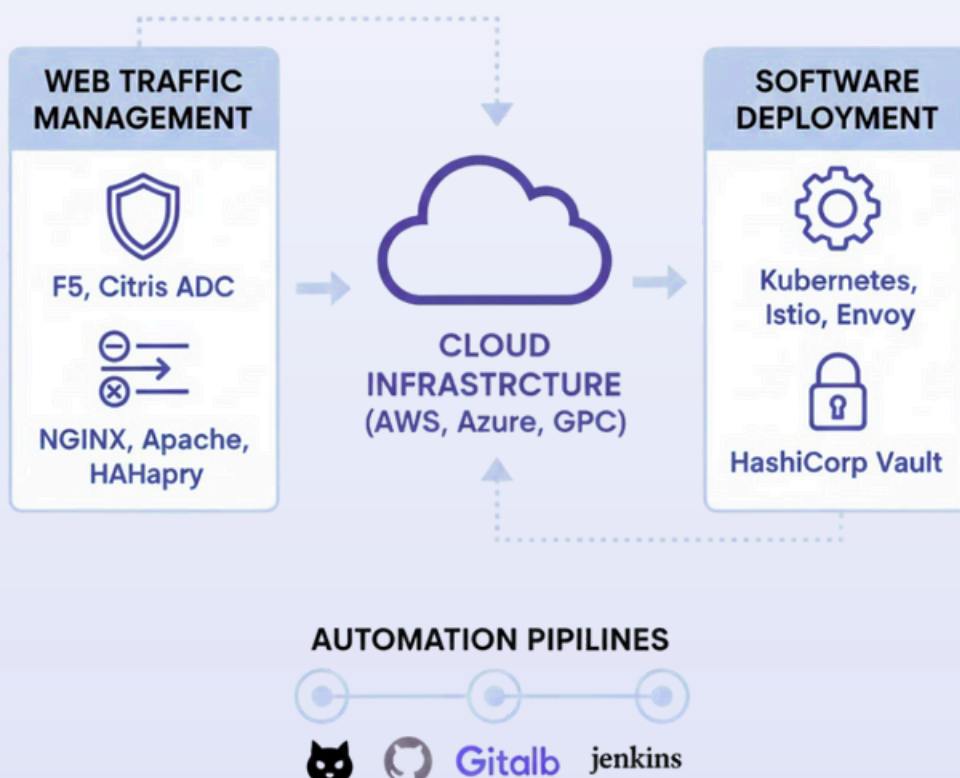 WEB TRAFFIC
MANAGEMENT
F5, Citris ADC
NGINX, Apache,
HAHapry
CLOUD
INFRASTRCTURE
(AWS, Azure, GPC)
SOFTWARE
DEPLOYMENT
Kubernetes,
Istio, Envoy
HashiCorp Vault
AUTOMATION PIPILINES
Gitalb jenkins